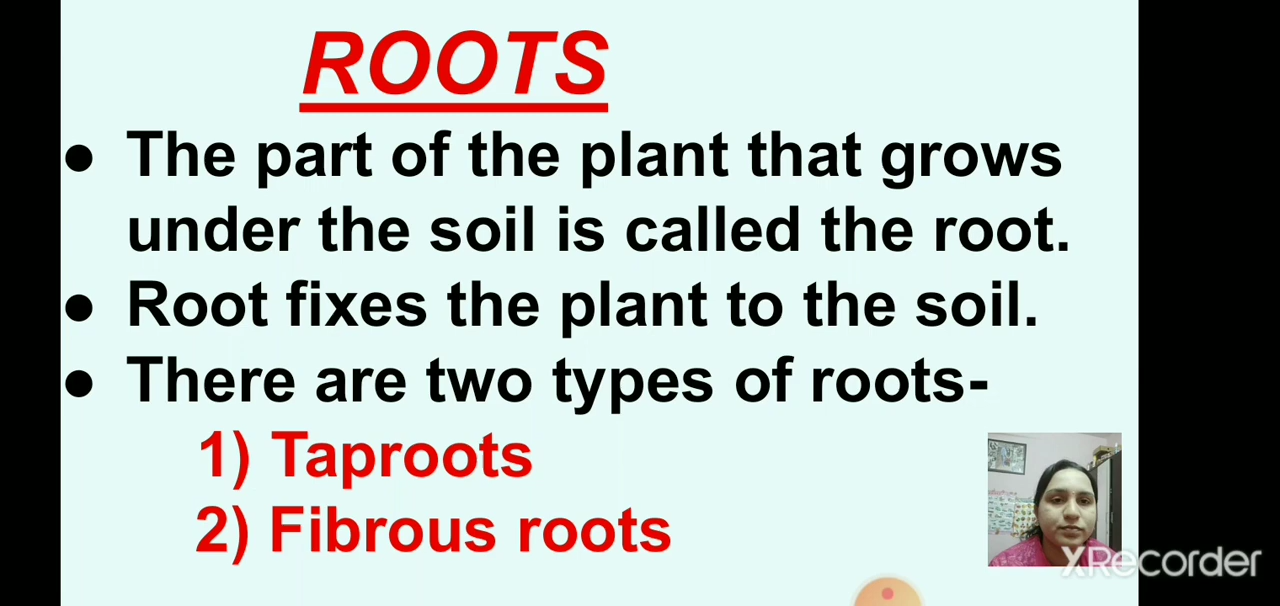 ROOTS
● The part of the plant that grows
under the soil is called the root.
● Root fixes the plant to the soil.
● There are two types of roots-
1) Taproots
2) Fibrous roots
XRecorder